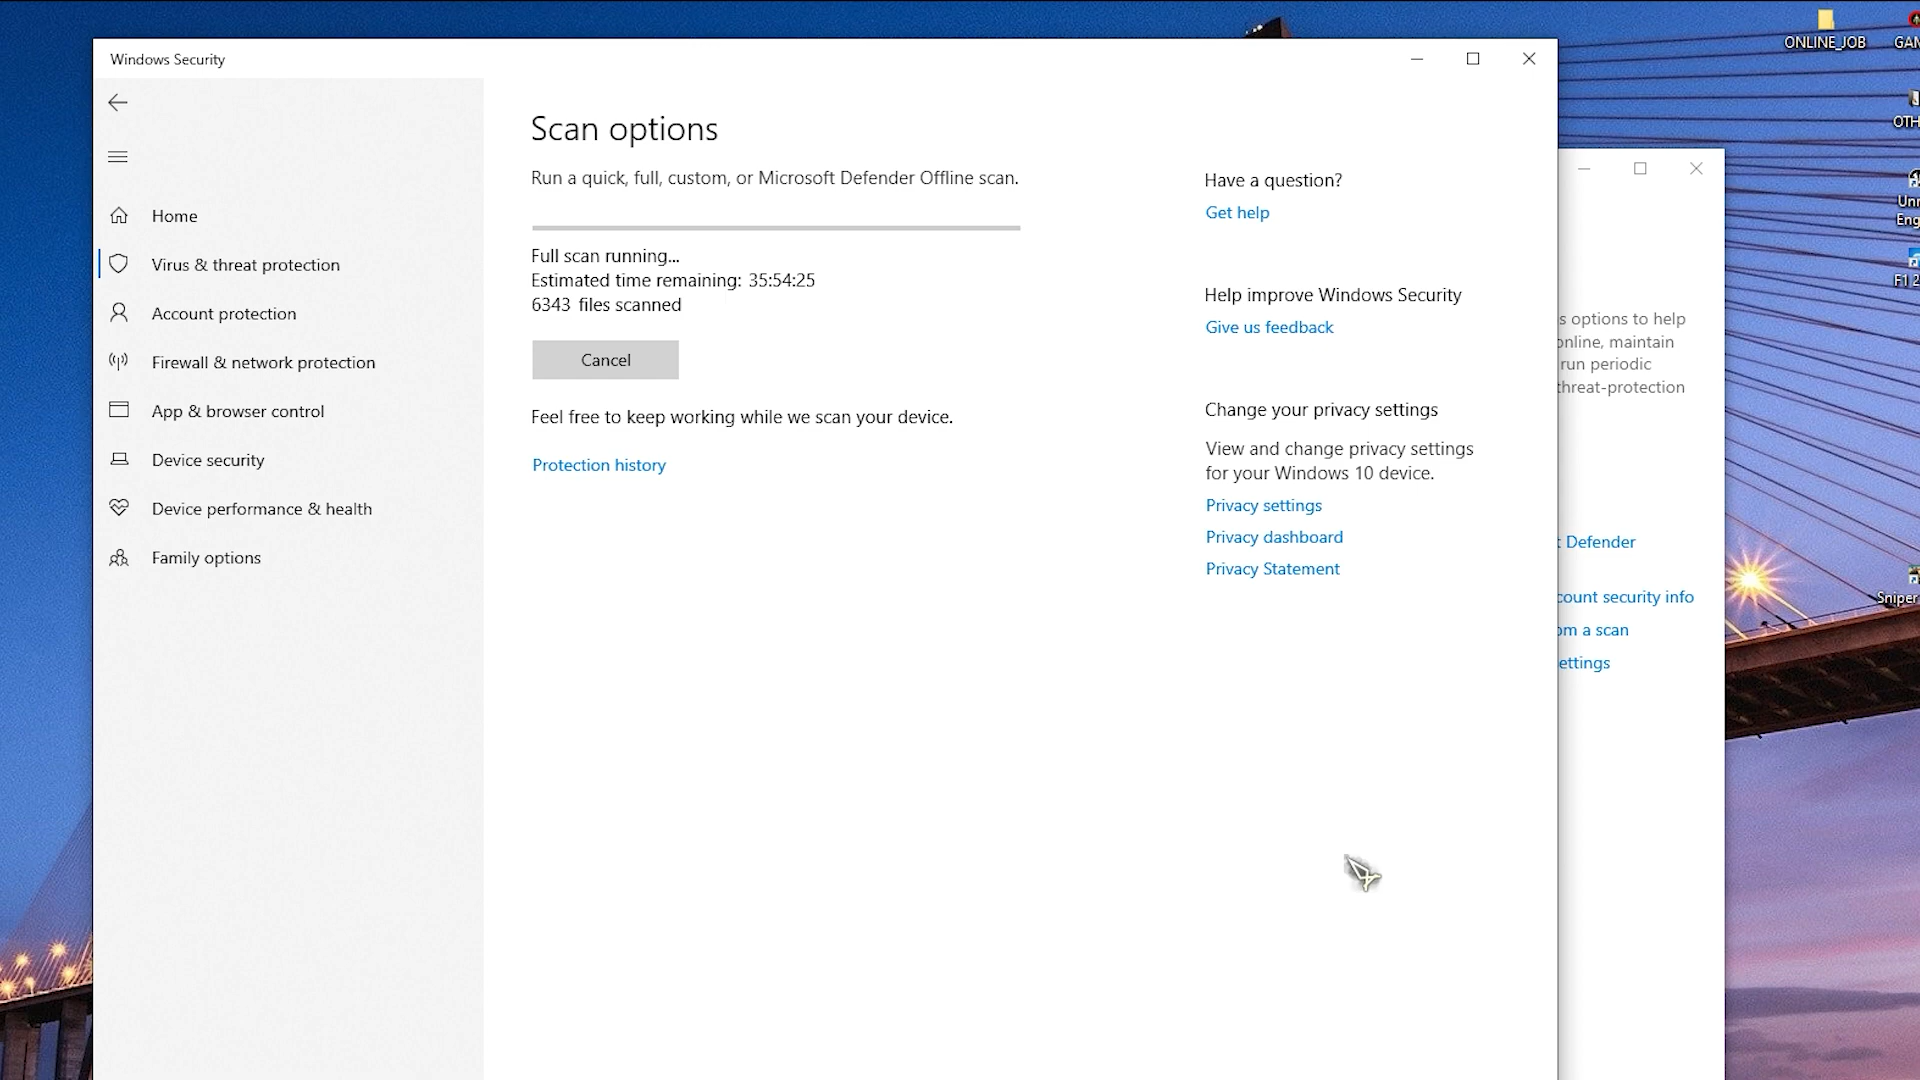 Windows Security
Home
Virus & threat protection
Account protection
Firewall & network protection
App & browser control
Device security
Device performance & health
Family options
Scan options
Run a quick, full, custom, or Microsoft Defender Offline scan.
Full scan running...
Estimated time remaining: 35:54:25
6343 files scanned
Cancel
Feel free to keep working while we scan your device.
Protection history
Have a question?
Get help
Help improve Windows Security
Give us feedback
Change your privacy settings
View and change privacy settings
for your Windows 10 device.
Privacy settings
Privacy dashboard
Privacy Statement
s options to help
online, maintain
run periodic
threat-protection
t Defender
count security info
om a scan
ettings
ONLINE_JOB
GAM
OTH
Unr
Eng
F1 2
Sniper